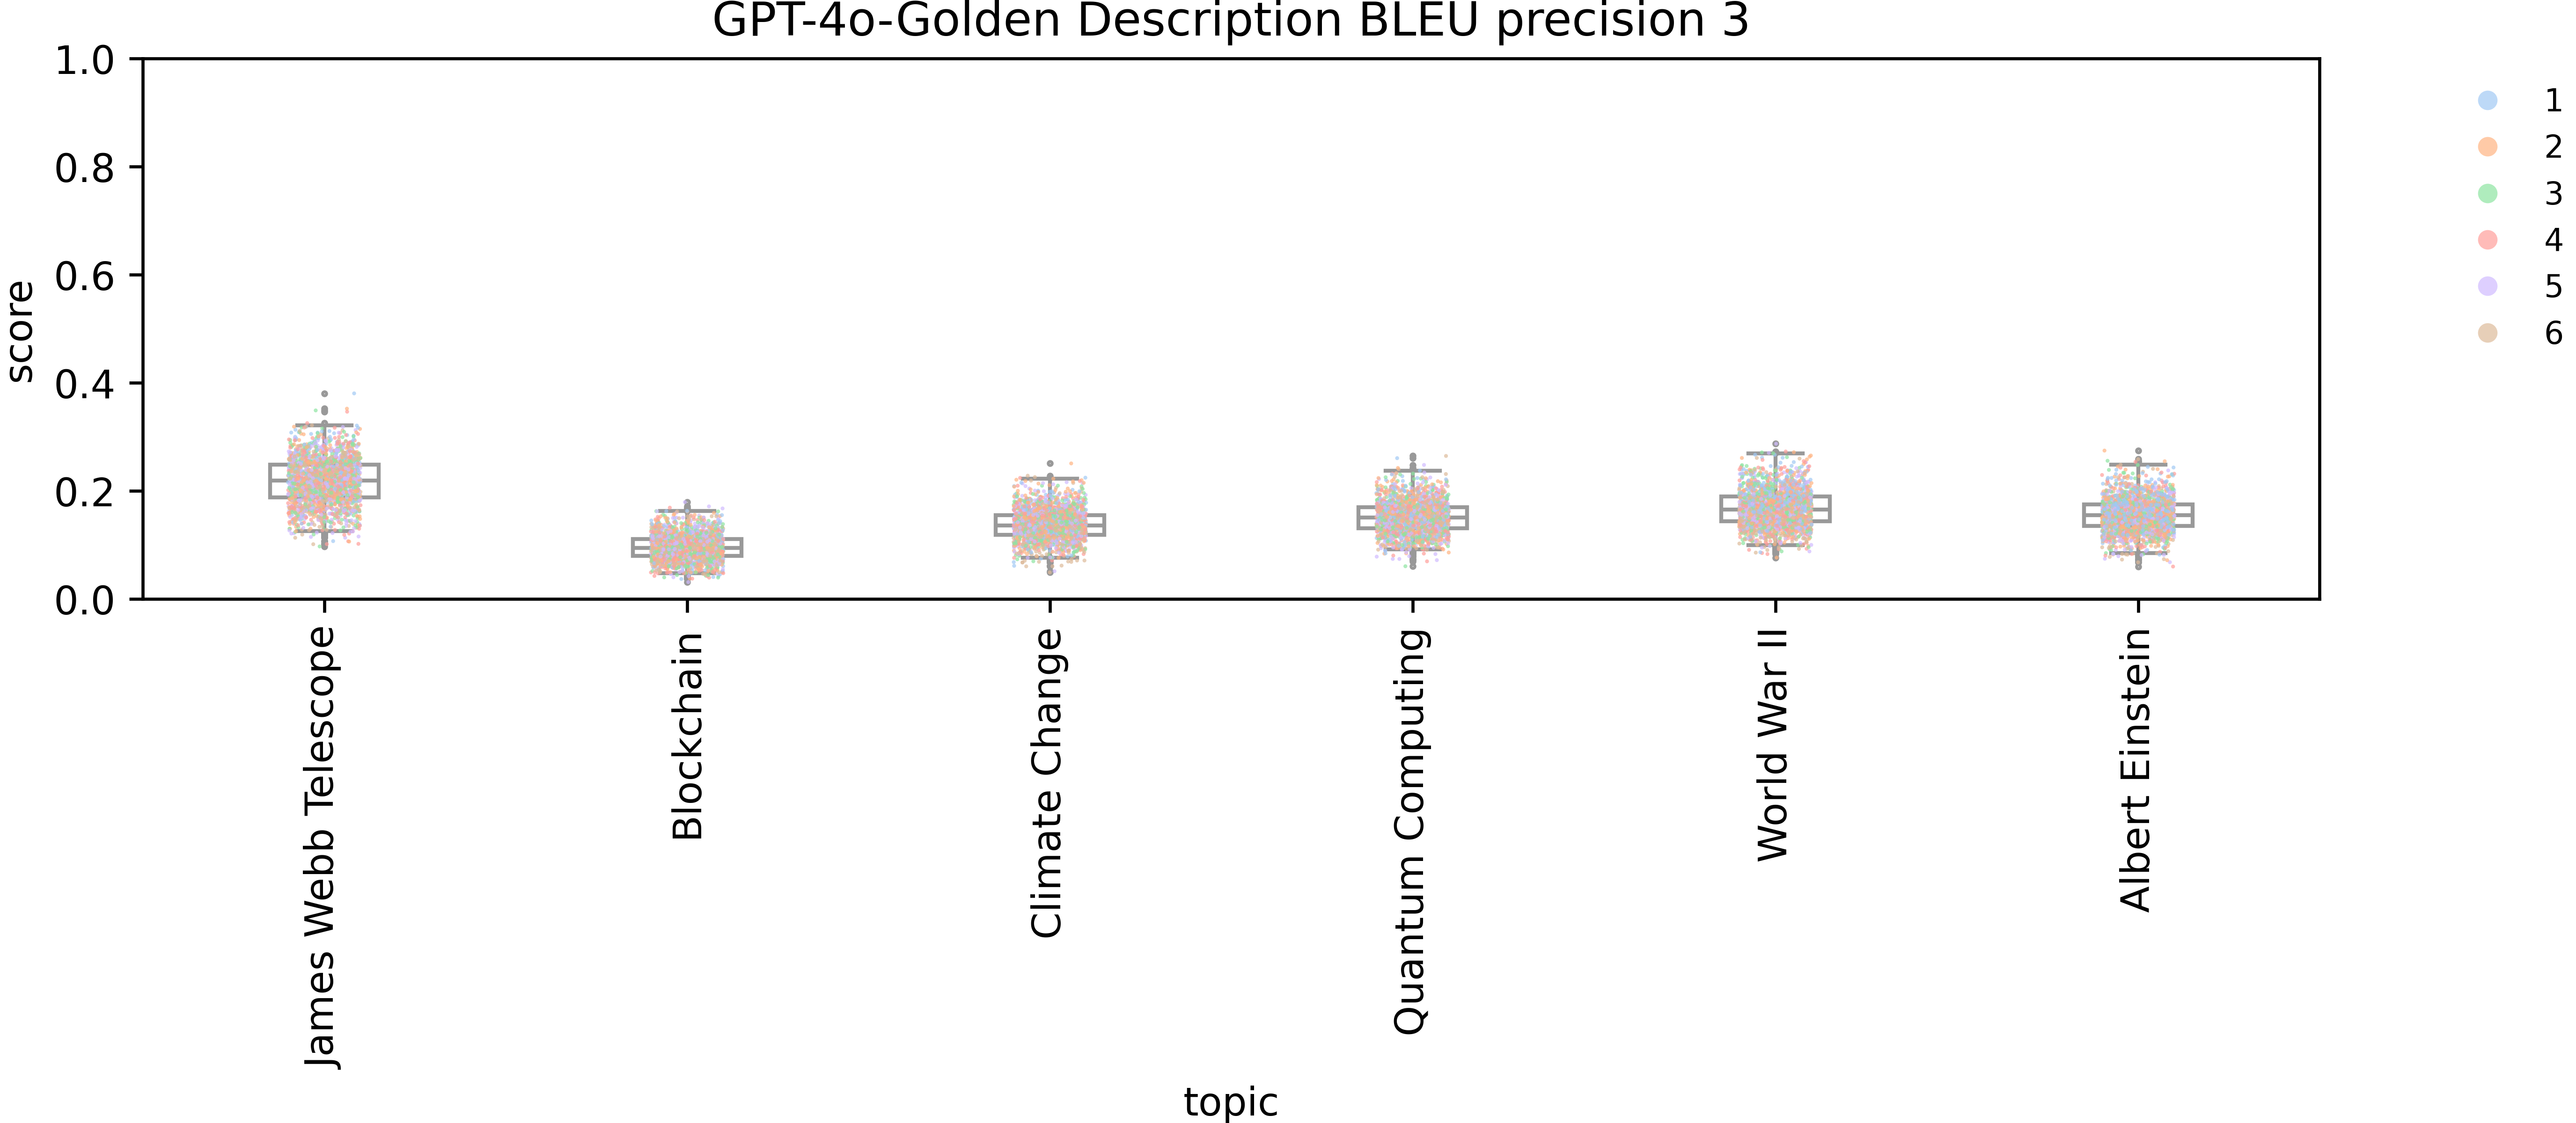 GPT-4o-Golden Description BLEU precision 3
1.0
0.8
0.6
0.4
0.2
0.0
score
James Webb Telescope
Blockchain
Climate Change
Quantum Computing
World War II
Albert Einstein
topic
1
2
3
4
5
6